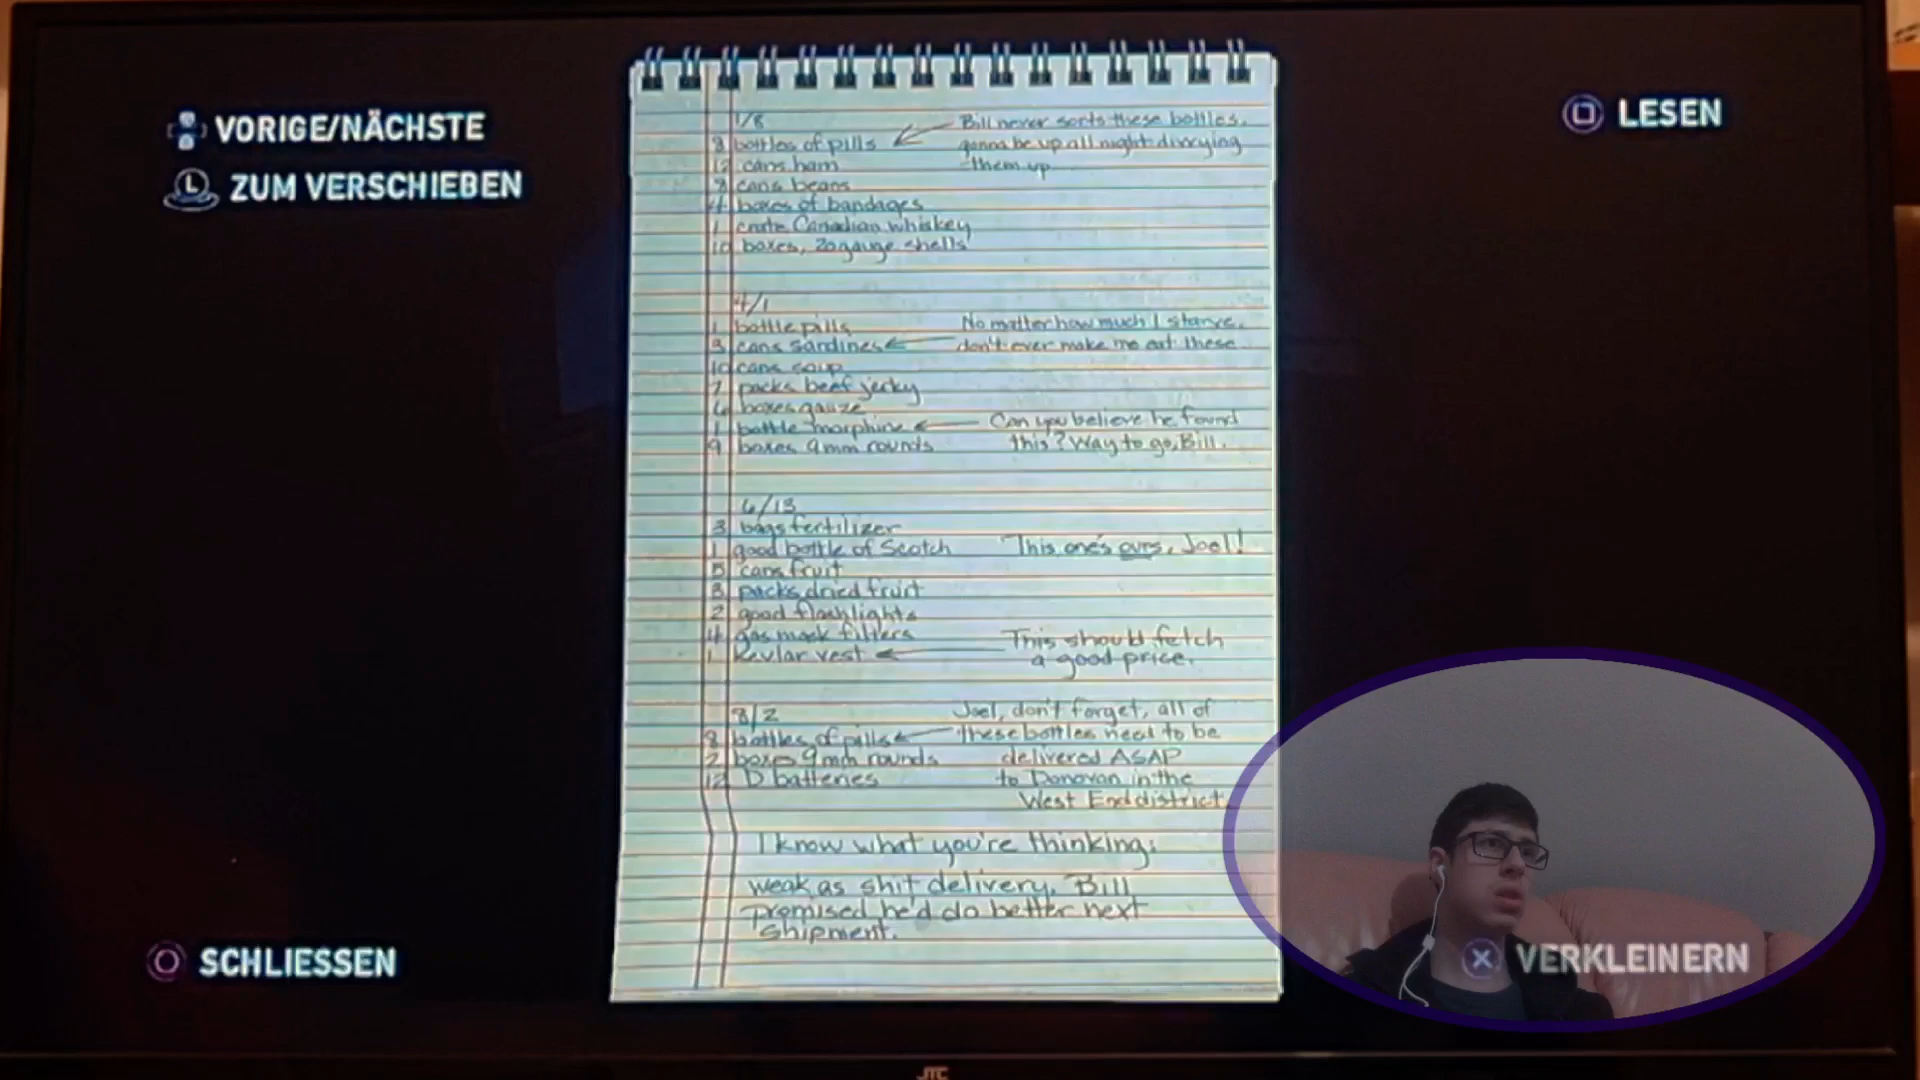 VORIGE/NÄCHSTE
L ZUM VERSCHIEBEN
LESEN
1/8
8 bottles of pills
12 cans ham
8 cans beans
4 boxes of bandages
1 crate Canadian whiskey
10 boxes, 20 gauge shells
Bill never sorts these bottles.
gonna be up all night divvying
them up
4/1
1 bottle pills
3 cans sardines
10 cans soup
7 packs beef jerky
6 boxes gauze
1 bottle morphine
9 boxes 9mm rounds
No matter how much I starve,
don't ever make me eat these
Can you believe he found
this? Way to go, Bill.
6/13
3 bags fertilizer
1 good bottle of Scotch
5 cans fruit
3 packs dried fruit
2 good flashlights
4 gas mask filters
1 Kevlar vest
This one's ours, Joel!
This should fetch
a good price.
8/2
8 bottles of pills
2 boxes 9mm rounds
12 D batteries
Joel, don't forget, all of
these bottles need to be
delivered ASAP
to Donovan in the
West End district
I know what you're thinking:
weak as shit delivery. Bill
promised he'd do better next
shipment.
SCHLIESSEN
X VERKLEINERN
JTC